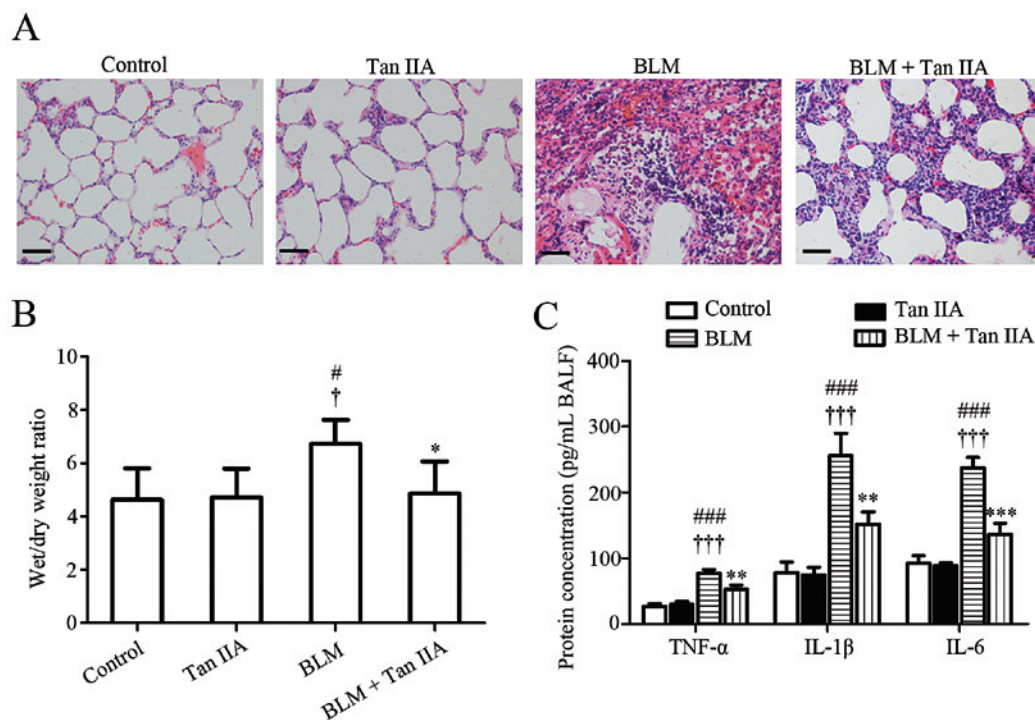 A
Control
Tan IIA
BLM
BLM + Tan IIA
B
Wet/dry weight ratio
10
8
6
4
2
0
#
†
*
Control
Tan IIA
BLM
BLM + Tan IIA
C
Control
Tan IIA
BLM
BLM + Tan IIA
Protein concentration (pg/mL BALF)
400
300
200
100
0
###
†††
**
###
†††
**
###
†††
***
TNF-α
IL-1β
IL-6